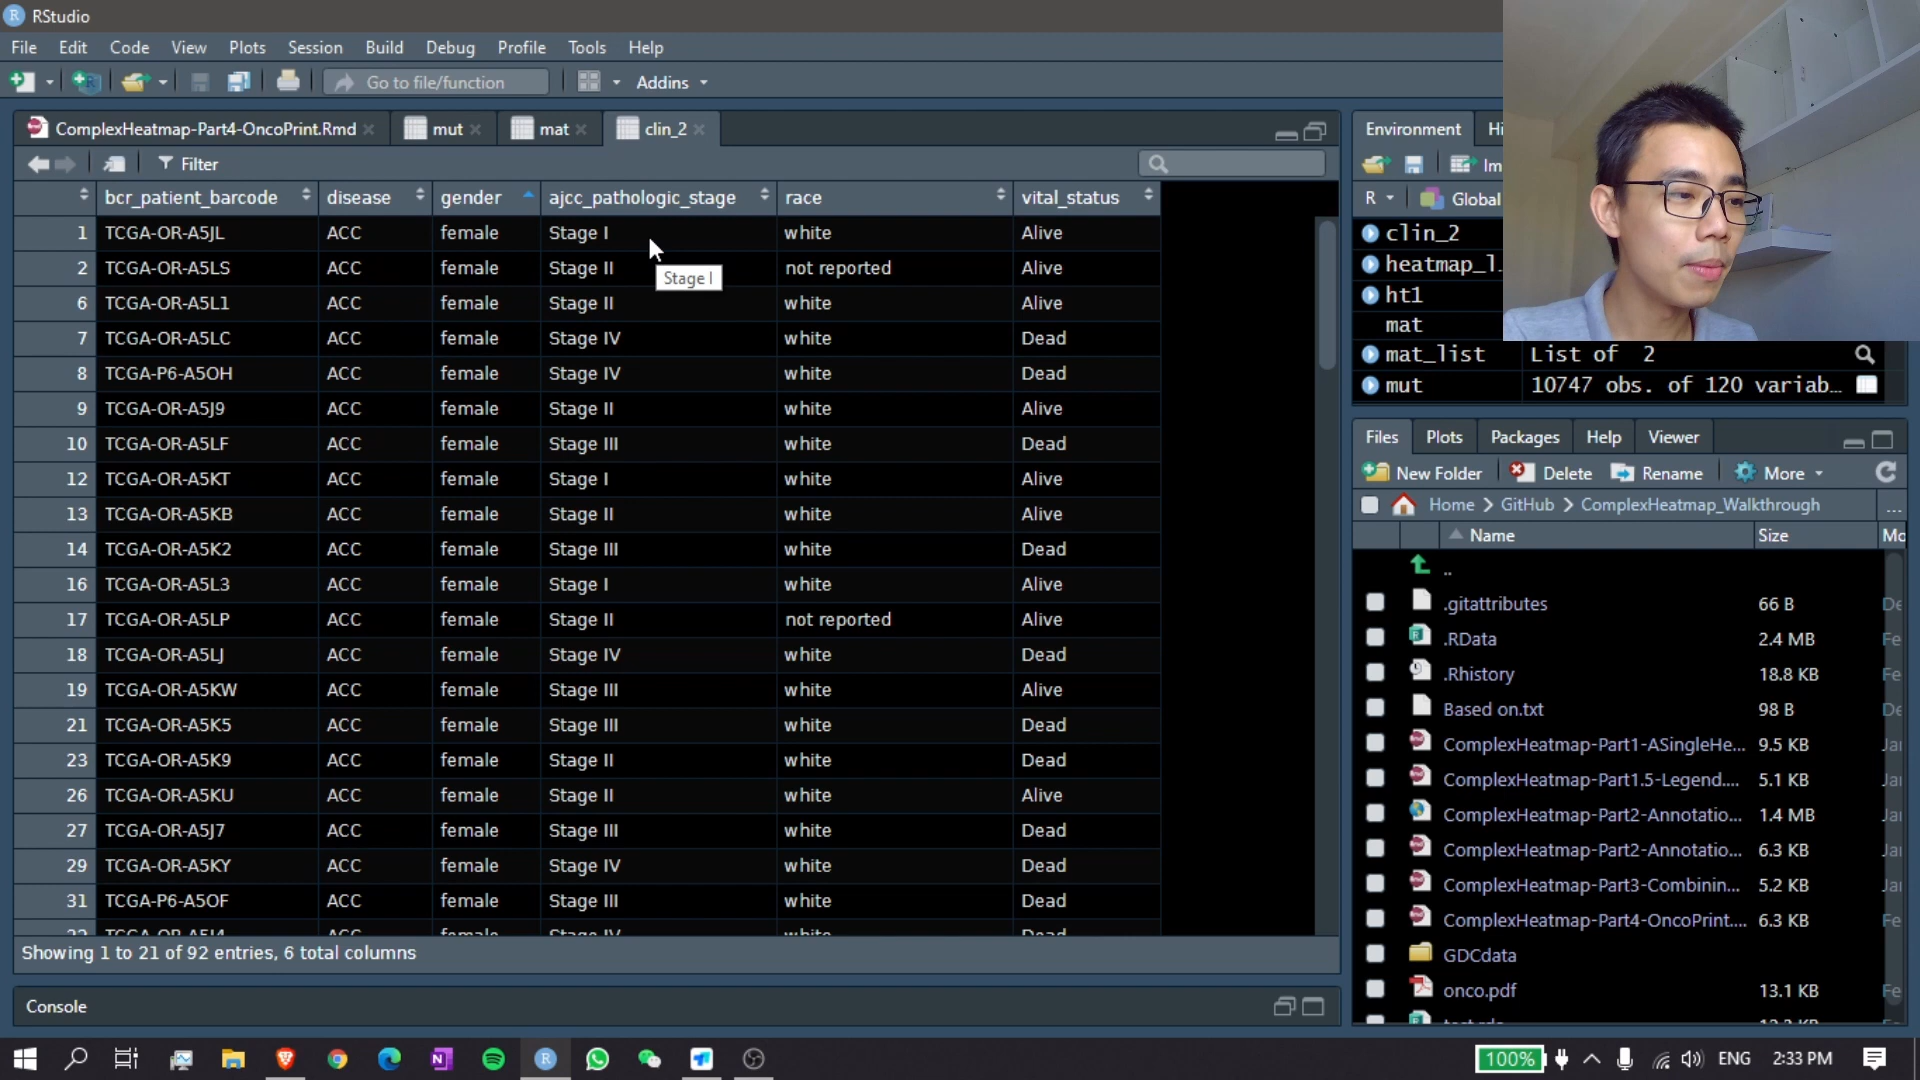 RStudio
File Edit Code View Plots Session Build Debug Profile Tools Help
Go to file/function Addins
ComplexHeatmap-Part4-OncoPrint.Rmd mut mat clin_2
Filter
bcr_patient_barcode disease gender ajcc_pathologic_stage race vital_status
1 TCGA-OR-A5JL ACC female Stage I white Alive
Stage I
2 TCGA-OR-A5LS ACC female Stage II not reported Alive
6 TCGA-OR-A5L1 ACC female Stage II white Alive
7 TCGA-OR-A5LC ACC female Stage IV white Dead
8 TCGA-P6-A5OH ACC female Stage IV white Dead
9 TCGA-OR-A5J9 ACC female Stage II white Alive
10 TCGA-OR-A5LF ACC female Stage III white Dead
12 TCGA-OR-A5KT ACC female Stage I white Alive
13 TCGA-OR-A5KB ACC female Stage II white Alive
14 TCGA-OR-A5K2 ACC female Stage III white Dead
16 TCGA-OR-A5L3 ACC female Stage I white Alive
17 TCGA-OR-A5LP ACC female Stage II not reported Alive
18 TCGA-OR-A5LJ ACC female Stage IV white Dead
19 TCGA-OR-A5KW ACC female Stage III white Alive
21 TCGA-OR-A5K5 ACC female Stage III white Dead
23 TCGA-OR-A5K9 ACC female Stage II white Dead
26 TCGA-OR-A5KU ACC female Stage II white Alive
27 TCGA-OR-A5J7 ACC female Stage III white Dead
29 TCGA-OR-A5KY ACC female Stage IV white Dead
31 TCGA-P6-A5OF ACC female Stage III white Dead
Showing 1 to 21 of 92 entries, 6 total columns
Console
Environment Hi
Im
R Global
clin_2
heatmap_l
ht1
mat
mat_list List of 2
mut 10747 obs. of 120 variab…
Files Plots Packages Help Viewer
New Folder Delete Rename More
Home GitHub ComplexHeatmap_Walkthrough ...
Name Size Mo
..
.gitattributes 66 B De
.RData 2.4 MB Fe
.Rhistory 18.8 KB Fe
Based on.txt 98 B De
ComplexHeatmap-Part1-ASingleHe... 9.5 KB Jai
ComplexHeatmap-Part1.5-Legend.... 5.1 KB Jai
ComplexHeatmap-Part2-Annotatio... 1.4 MB Jai
ComplexHeatmap-Part2-Annotatio... 6.3 KB Jai
ComplexHeatmap-Part3-Combinin... 5.2 KB Jai
ComplexHeatmap-Part4-OncoPrint.... 6.3 KB Fe
GDCdata
onco.pdf 13.1 KB Fe
100% ENG 2:33 PM